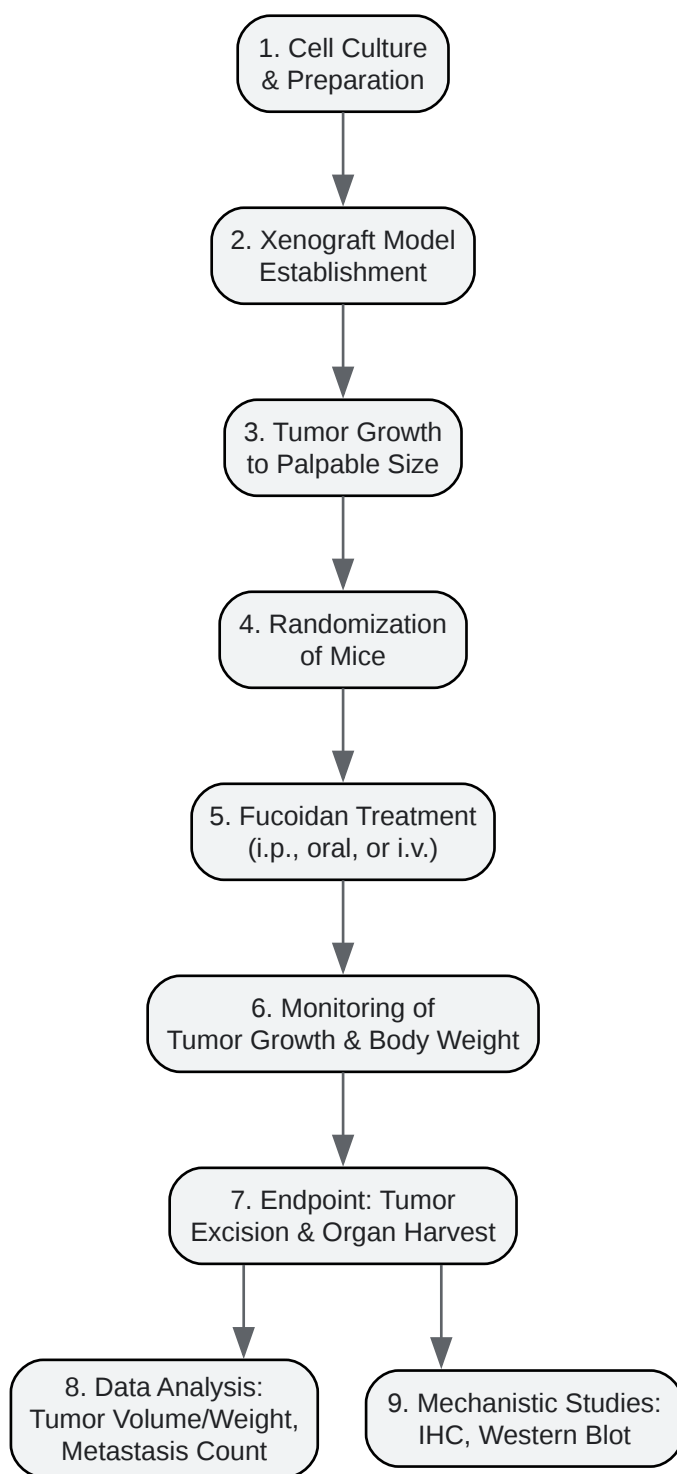 1. Cell Culture
& Preparation
2. Xenograft Model
Establishment
3. Tumor Growth
to Palpable Size
4. Randomization
of Mice
5. Fucoidan Treatment
(i.p., oral, or i.v.)
6. Monitoring of
Tumor Growth & Body Weight
7. Endpoint: Tumor
Excision & Organ Harvest
8. Data Analysis:
Tumor Volume/Weight,
Metastasis Count
9. Mechanistic Studies:
IHC, Western Blot